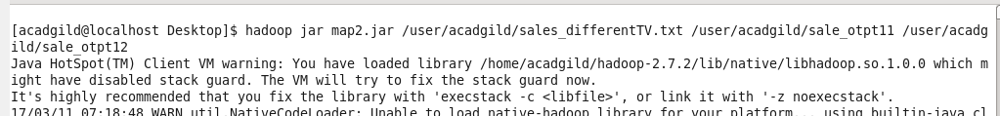 [acadgild@localhost Desktop]$ hadoop jar map2.jar /user/acadgild/sales_differentTV.txt /user/acadgild/sale_otpt11 /user/acadg
ild/sale_otpt12
Java HotSpot(TM) Client VM warning: You have loaded library /home/acadgild/hadoop-2.7.2/lib/native/libhadoop.so.1.0.0 which m
ight have disabled stack guard. The VM will try to fix the stack guard now.
It's highly recommended that you fix the library with 'execstack -c <libfile>', or link it with '-z noexecstack'.
17/03/11 07:18:48 WARN util.NativeCodeLoader: Unable to load native-hadoop library for your platform... using builtin-java cl